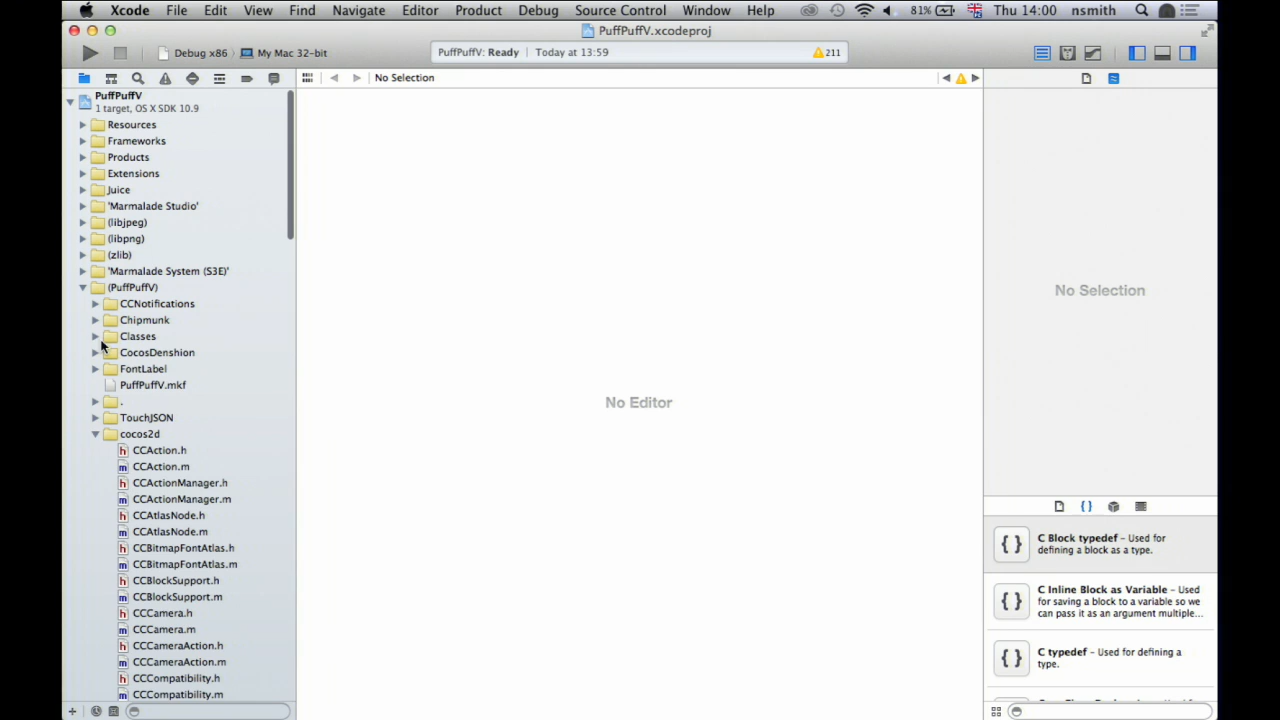 Xcode File Edit View Find Navigate Editor Product Debug Source Control Window Help 81% Thu 14:00 nsmith
PuffPuffV.xcodeproj
Debug x86 My Mac 32-bit PuffPuffV: Ready Today at 13:59 211
No Selection
PuffPuffV
1 target, OS X SDK 10.9
Resources
Frameworks
Products
Extensions
Juice
'Marmalade Studio'
(libjpeg)
(libpng)
(zlib)
'Marmalade System (S3E)'
(PuffPuffV)
CCNotifications
Chipmunk
Classes
CocosDenshion
FontLabel
PuffPuffV.mkf
.
TouchJSON
cocos2d
CCAction.h
CCAction.m
CCActionManager.h
CCActionManager.m
CCAtlasNode.h
CCAtlasNode.m
CCBitmapFontAtlas.h
CCBitmapFontAtlas.m
CCBlockSupport.h
CCBlockSupport.m
CCCamera.h
CCCamera.m
CCCameraAction.h
CCCameraAction.m
CCCompatibility.h
CCCompatibility.m
No Editor
No Selection
{ }
{ } C Block typedef – Used for
defining a block as a type.
{ } C Inline Block as Variable – Used
for saving a block to a variable so we
can pass it as an argument multiple...
{ } C typedef – Used for defining a
type.